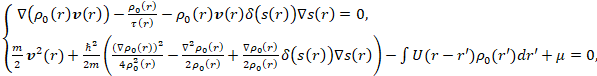 ∇(ρ₀(r)𝒗(r)) − ρ₀(r)/τ(r) − ρ₀(r)𝒗(r)δ(s(r))∇s(r) = 0,
m/2 𝒗²(r) + ℏ²/2m ( (∇ρ₀(r))²/4ρ₀²(r) − ∇²ρ₀(r)/2ρ₀(r) + ∇ρ₀(r)/2ρ₀(r) δ(s(r))∇s(r) ) − ∫ U(r − r′)ρ₀(r′)dr′ + μ = 0,